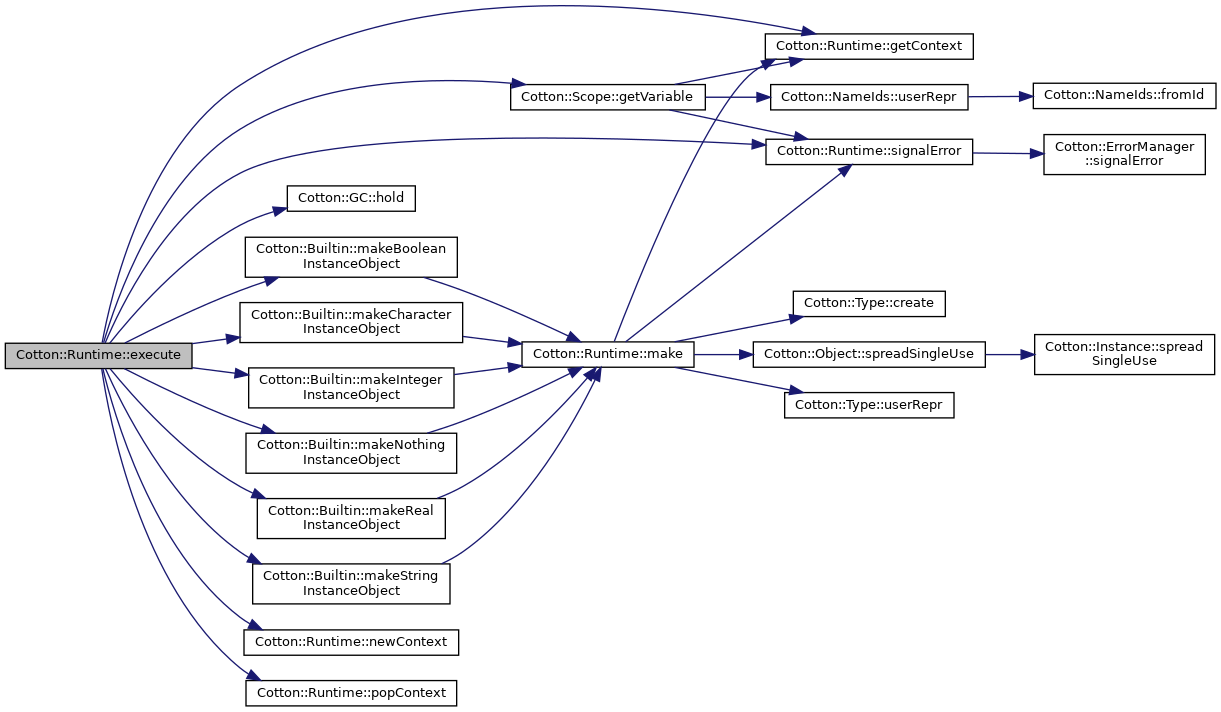 Cotton::Runtime::getContext
Cotton::Scope::getVariable
Cotton::NameIds::userRepr
Cotton::NameIds::fromId
Cotton::Runtime::signalError
Cotton::ErrorManager
::signalError
Cotton::GC::hold
Cotton::Builtin::makeBoolean
InstanceObject
Cotton::Builtin::makeCharacter
InstanceObject
Cotton::Type::create
Cotton::Runtime::execute
Cotton::Runtime::make
Cotton::Object::spreadSingleUse
Cotton::Instance::spread
SingleUse
Cotton::Builtin::makeInteger
InstanceObject
Cotton::Type::userRepr
Cotton::Builtin::makeNothing
InstanceObject
Cotton::Builtin::makeReal
InstanceObject
Cotton::Builtin::makeString
InstanceObject
Cotton::Runtime::newContext
Cotton::Runtime::popContext